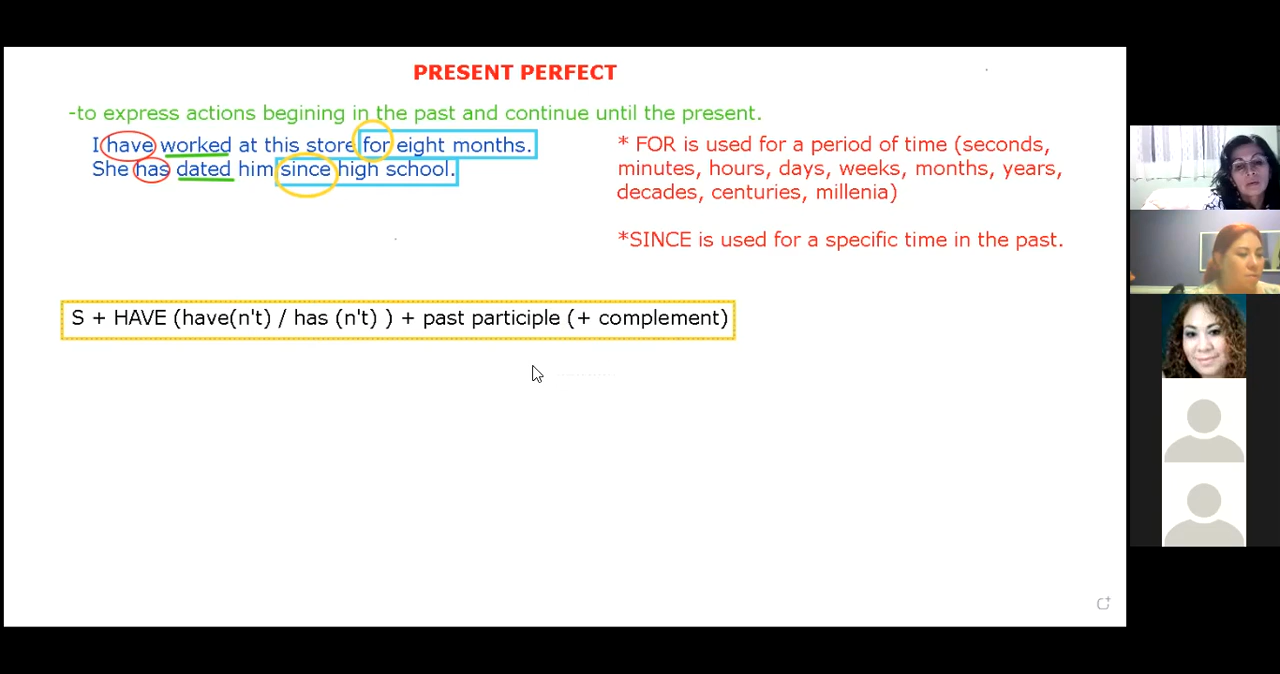 PRESENT PERFECT
-to express actions begining in the past and continue until the present.
I have worked at this store for eight months.
She has dated him since high school.
* FOR is used for a period of time (seconds,
minutes, hours, days, weeks, months, years,
decades, centuries, millenia)
*SINCE is used for a specific time in the past.
S + HAVE (have(n't) / has (n't) ) + past participle (+ complement)